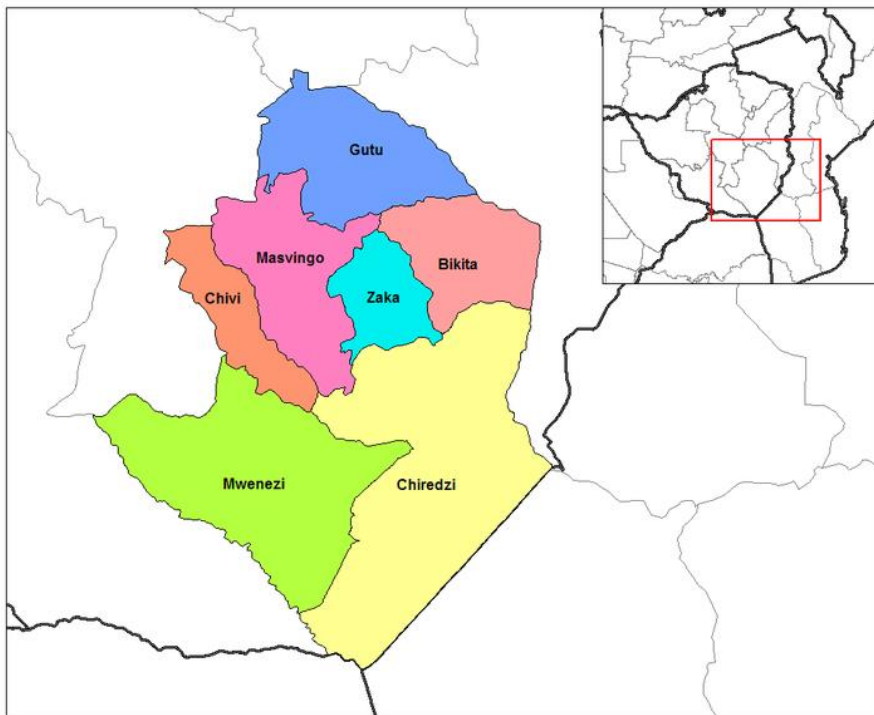 Gutu
Masvingo
Bikita
Chivi
Zaka
Mwenezi
Chiredzi